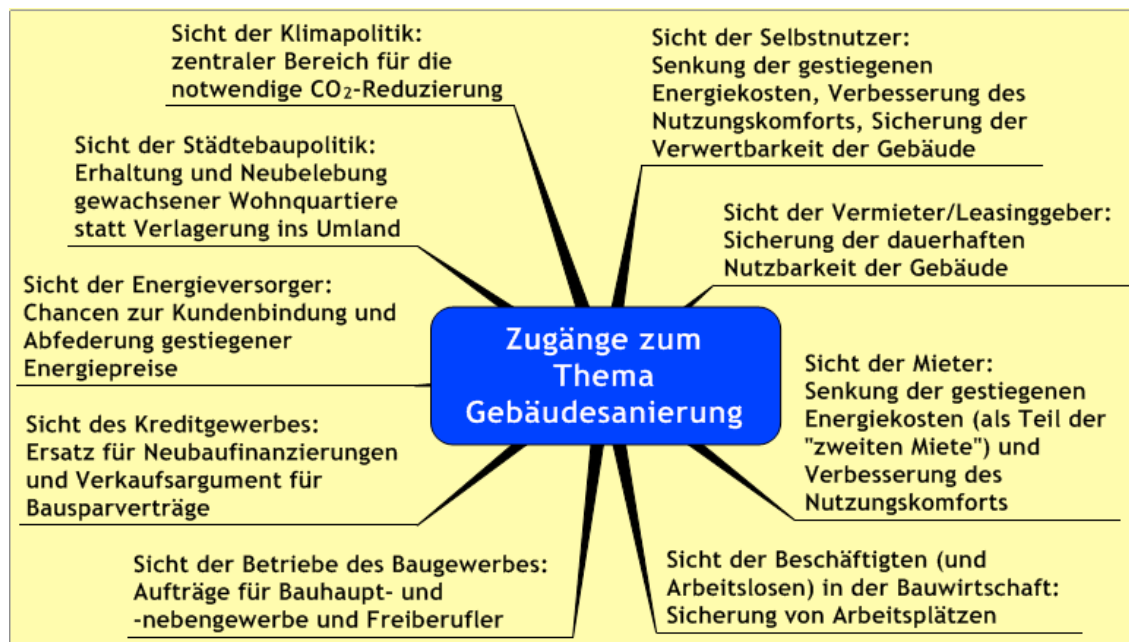 Sicht der Klimapolitik:
zentraler Bereich für die
notwendige CO₂-Reduzierung
Sicht der Selbstnutzer:
Senkung der gestiegenen
Energiekosten, Verbesserung des
Nutzungskomforts, Sicherung der
Verwertbarkeit der Gebäude
Sicht der Städtebaupolitik:
Erhaltung und Neubelebung
gewachsener Wohnquartiere
statt Verlagerung ins Umland
Sicht der Vermieter/Leasinggeber:
Sicherung der dauerhaften
Nutzbarkeit der Gebäude
Sicht der Energieversorger:
Chancen zur Kundenbindung und
Abfederung gestiegener
Energiepreise
Zugänge zum
Thema
Gebäudesanierung
Sicht der Mieter:
Senkung der gestiegenen
Energiekosten (als Teil der
"zweiten Miete") und
Verbesserung des
Nutzungskomforts
Sicht des Kreditgewerbes:
Ersatz für Neubaufinanzierungen
und Verkaufsargument für
Bausparverträge
Sicht der Betriebe des Baugewerbes:
Aufträge für Bauhaupt- und
-nebengewerbe und Freiberufler
Sicht der Beschäftigten (und
Arbeitslosen) in der Bauwirtschaft:
Sicherung von Arbeitsplätzen